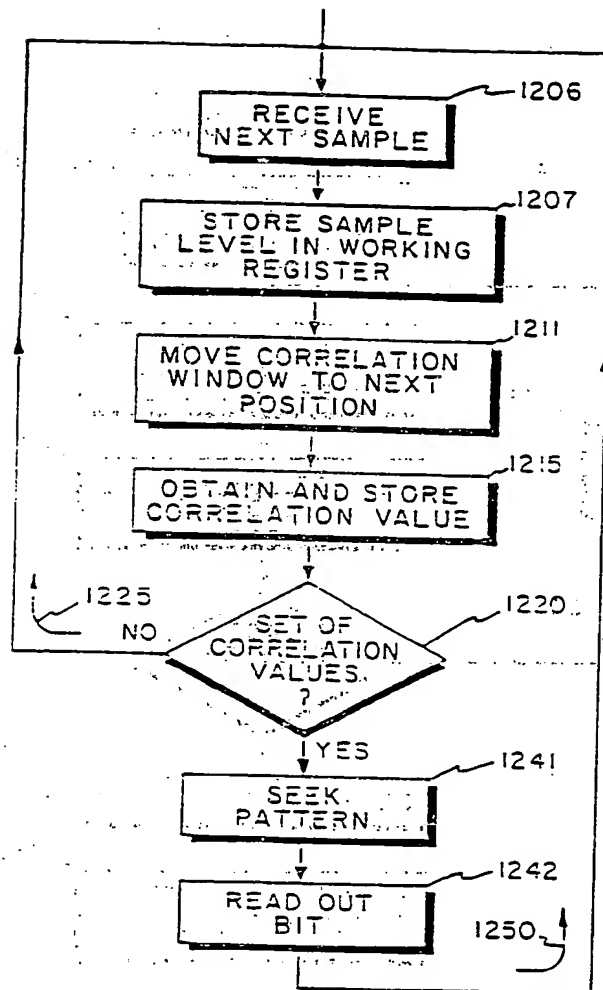 1206
RECEIVE
NEXT SAMPLE
1207
STORE SAMPLE
LEVEL IN WORKING
REGISTER
1211
MOVE CORRELATION
WINDOW TO NEXT
POSITION
1215
OBTAIN AND STORE
CORRELATION VALUE
1225
NO
1220
SET OF
CORRELATION
VALUES
?
YES
1241
SEEK
PATTERN
1242
READ OUT
BIT
1250